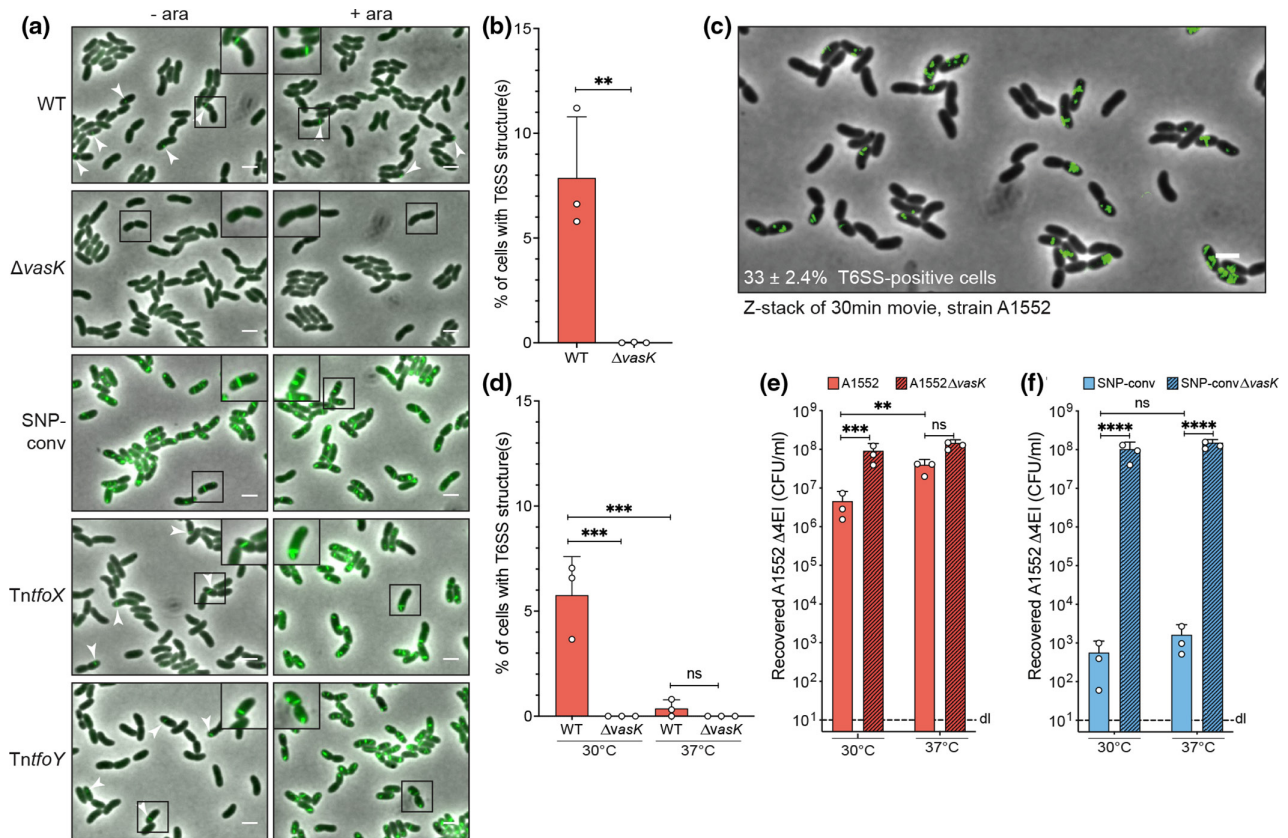 (a)
- ara
+ ara
WT
ΔvasK
SNP-
conv
TntfoX
TntfoY
(b)
% of cells with T6SS structure(s)
15
10
5
0
**
WT
ΔvasK
(c)
33 ± 2.4% T6SS-positive cells
Z-stack of 30min movie, strain A1552
(d)
% of cells with T6SS structure(s)
15
10
5
0
***
***
ns
WT
ΔvasK
WT
ΔvasK
30°C
37°C
(e)
A1552
A1552ΔvasK
Recovered A1552 Δ4EI (CFU/ml)
10⁹
10⁸
10⁷
10⁶
10⁵
10⁴
10³
10²
10¹
**
***
ns
dl
30°C
37°C
(f)
SNP-conv
SNP-convΔvasK
Recovered A1552 Δ4EI (CFU/ml)
10⁹
10⁸
10⁷
10⁶
10⁵
10⁴
10³
10²
10¹
ns
****
****
dl
30°C
37°C